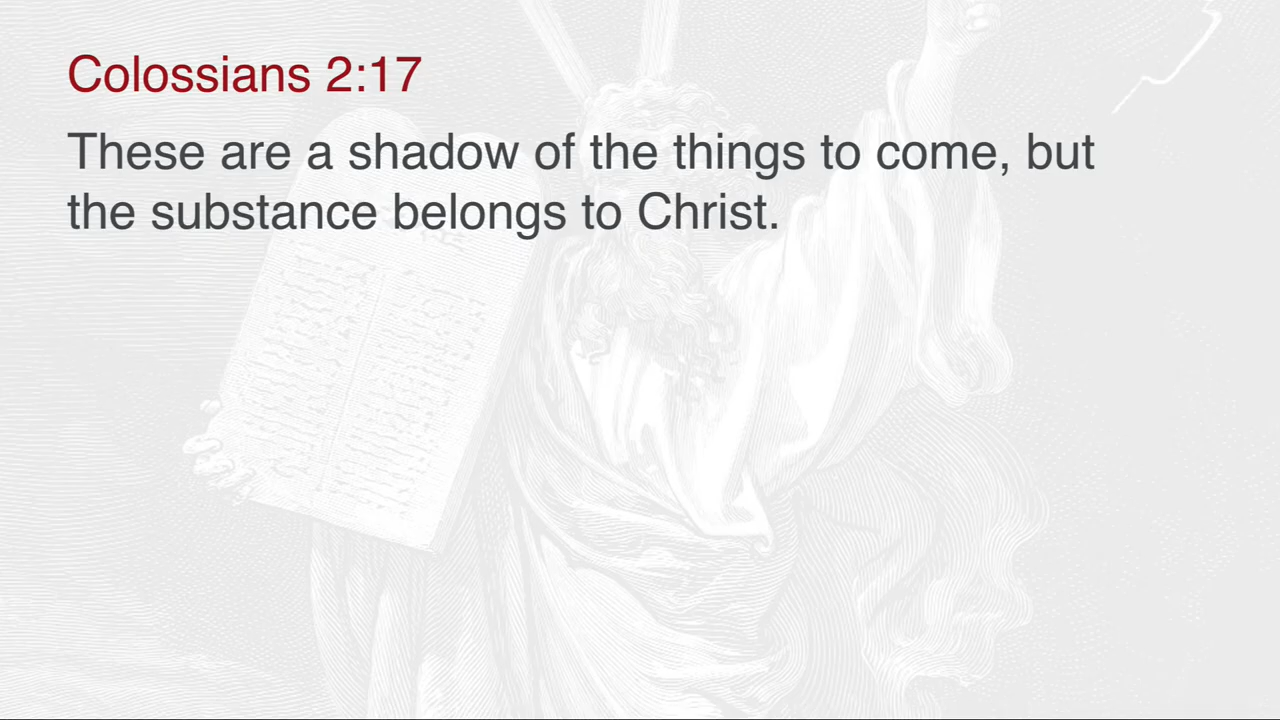 Colossians 2:17
These are a shadow of the things to come, but
the substance belongs to Christ.